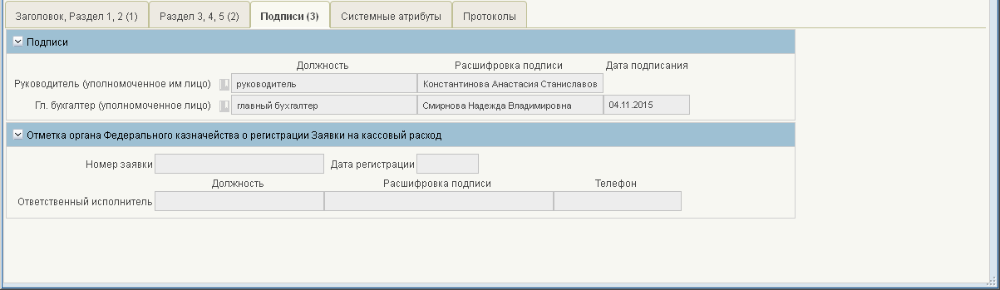 Заголовок, Раздел 1, 2 (1) Раздел 3, 4, 5 (2) Подписи (3) Системные атрибуты Протоколы
Подписи
Должность Расшифровка подписи Дата подписания
Руководитель (уполномоченное им лицо) руководитель Константинова Анастасия Станиславов
Гл. бухгалтер (уполномоченное лицо) главный бухгалтер Смирнова Надежда Владимировна 04.11.2015
Отметка органа Федерального казначейства о регистрации Заявки на кассовый расход
Номер заявки Дата регистрации
Должность Расшифровка подписи Телефон
Ответственный исполнитель